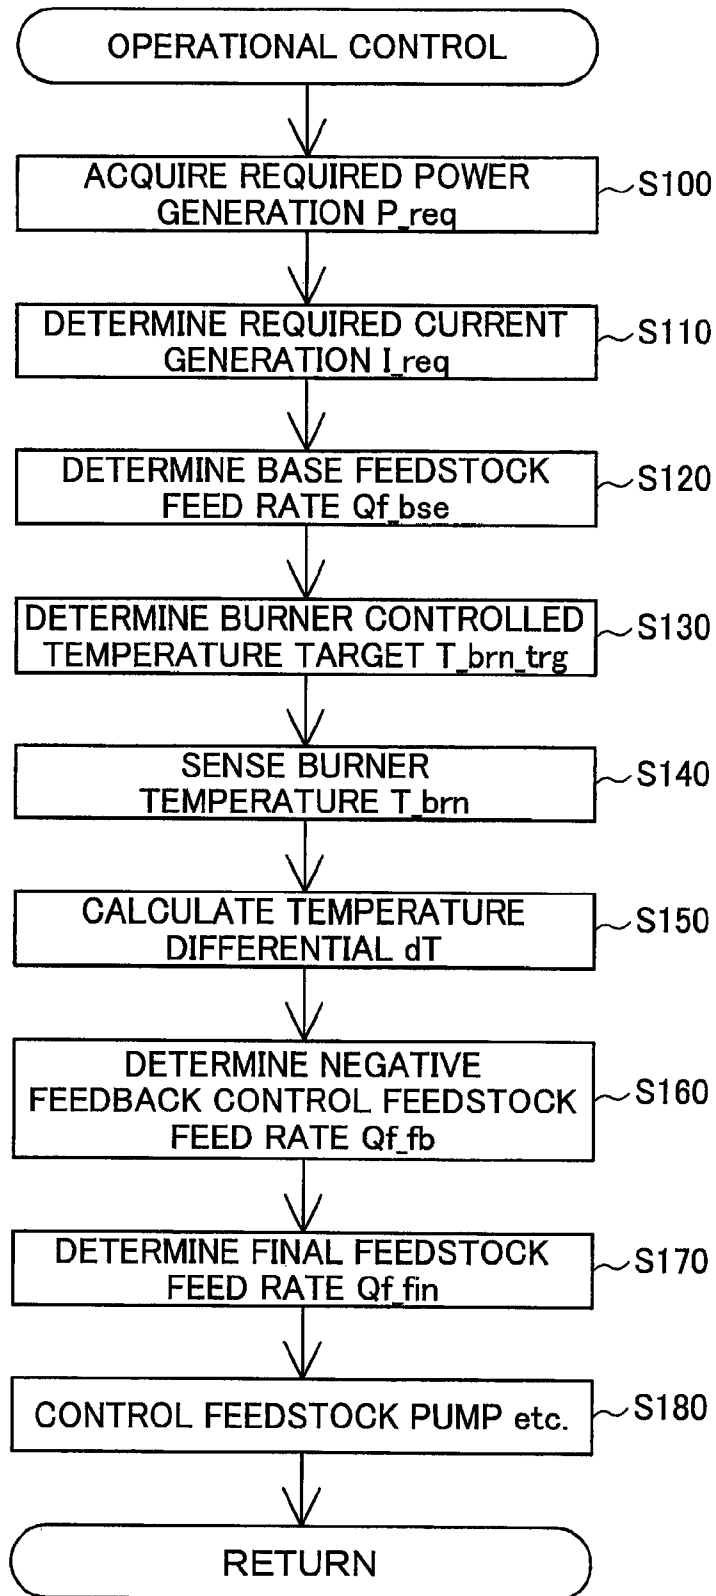 OPERATIONAL CONTROL
ACQUIRE REQUIRED POWER
GENERATION P_req
S100
DETERMINE REQUIRED CURRENT
GENERATION I_req
S110
DETERMINE BASE FEEDSTOCK
FEED RATE Qf_bse
S120
DETERMINE BURNER CONTROLLED
TEMPERATURE TARGET T_brn_trg
S130
SENSE BURNER
TEMPERATURE T_brn
S140
CALCULATE TEMPERATURE
DIFFERENTIAL dT
S150
DETERMINE NEGATIVE
FEEDBACK CONTROL FEEDSTOCK
FEED RATE Qf_fb
S160
DETERMINE FINAL FEEDSTOCK
FEED RATE Qf_fin
S170
CONTROL FEEDSTOCK PUMP etc.
S180
RETURN